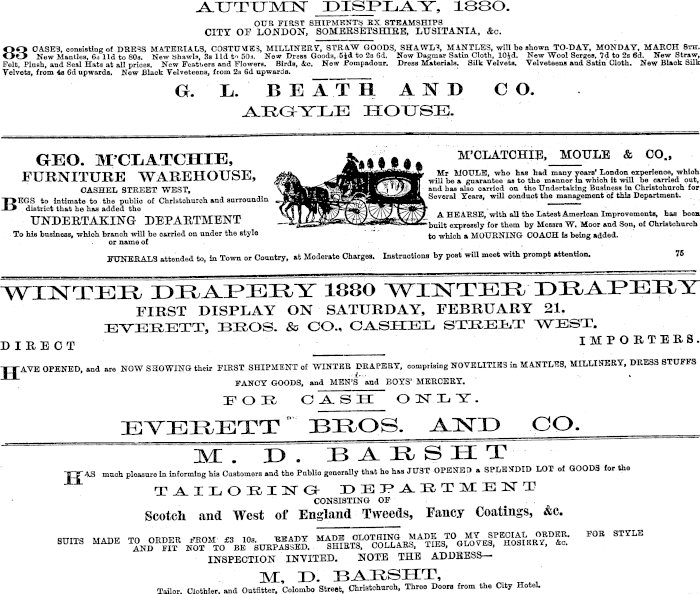 AUTUMN DISPLAY, 1880.
OUR FIRST SHIPMENTS EX STEAMSHIPS
CITY OF LONDON, SOMERSETSHIRE, LUSITANIA, &c.
83 CASES, consisting of DRESS MATERIALS, COSTUMES, MILLINERY, STRAW GOODS, SHAWLS, MANTLES, will be shown TO-DAY, MONDAY, MARCH 8TH.
New Mantles, 6s 11d to 80s. New Shawls, 3s 11d to 50s. New Dress Goods, 5½d to 2s 6d. New Dagmar Satin Cloth, 10½d. New Wool Serges, 7d to 2s 6d. New Straw,
Felt, Plush, and Seal Hats at all prices. New Feathers and Flowers. Birds, &c. New Pompadour. Dress Materials. Silk Velvets. Velveteens and Satin Cloth. New Silk
Velvets, from 4s 6d upwards. New Black Velveteens, from 2s 6d upwards.
G. L. BEATH AND CO.
ARGYLE HOUSE.
GEO. M'CLATCHIE,
FURNITURE WAREHOUSE,
CASHEL STREET WEST,
BEGS to intimate to the public of Christchurch and surroundin
district that he has added the
UNDERTAKING DEPARTMENT
To his business, which branch will be carried on under the style
or name of
M'CLATCHIE, MOULE & CO.,
Mr MOULE, who has had many years' London experience, which
will be a guarantee as to the manner in which it will be carried out,
and has also carried on the Undertaking Business in Christchurch for
Several Years, will conduct the management of this Department.
A HEARSE, with all the Latest American Improvements, has been
built expressly for them by Messrs W. Moor and Son, of Christchurch
to which a MOURNING COACH is being added.
FUNERALS attended to, in Town or Country, at Moderate Charges. Instructions by post will meet with prompt attention. 75
WINTER DRAPERY 1880 WINTER DRAPERY
FIRST DISPLAY ON SATURDAY, FEBRUARY 21.
EVERETT, BROS. & CO., CASHEL STREET WEST.
DIRECT IMPORTERS.
HAVE OPENED, and are NOW SHOWING their FIRST SHIPMENT of WINTER DRAPERY, comprising NOVELITIES in MANTLES, MILLINERY, DRESS STUFFS
FANCY GOODS, and MEN'S and BOYS' MERCERY.
FOR CASH ONLY.
EVERETT BROS. AND CO.
M. D. BARSHT
HAS much pleasure in informing his Customers and the Public generally that he has JUST OPENED a SPLENDID LOT of GOODS for the
TAILORING DEPARTMENT
CONSISTING OF
Scotch and West of England Tweeds, Fancy Coatings, &c.
SUITS MADE TO ORDER FROM £3 10s. READY MADE CLOTHING MADE TO MY SPECIAL ORDER. FOR STYLE
AND FIT NOT TO BE SURPASSED. SHIRTS, COLLARS, TIES, GLOVES, HOSIERY, &c.
INSPECTION INVITED. NOTE THE ADDRESS—
M. D. BARSHT,
Tailor, Clothier, and Outfitter, Colombo Street, Christchurch, Three Doors from the City Hotel.